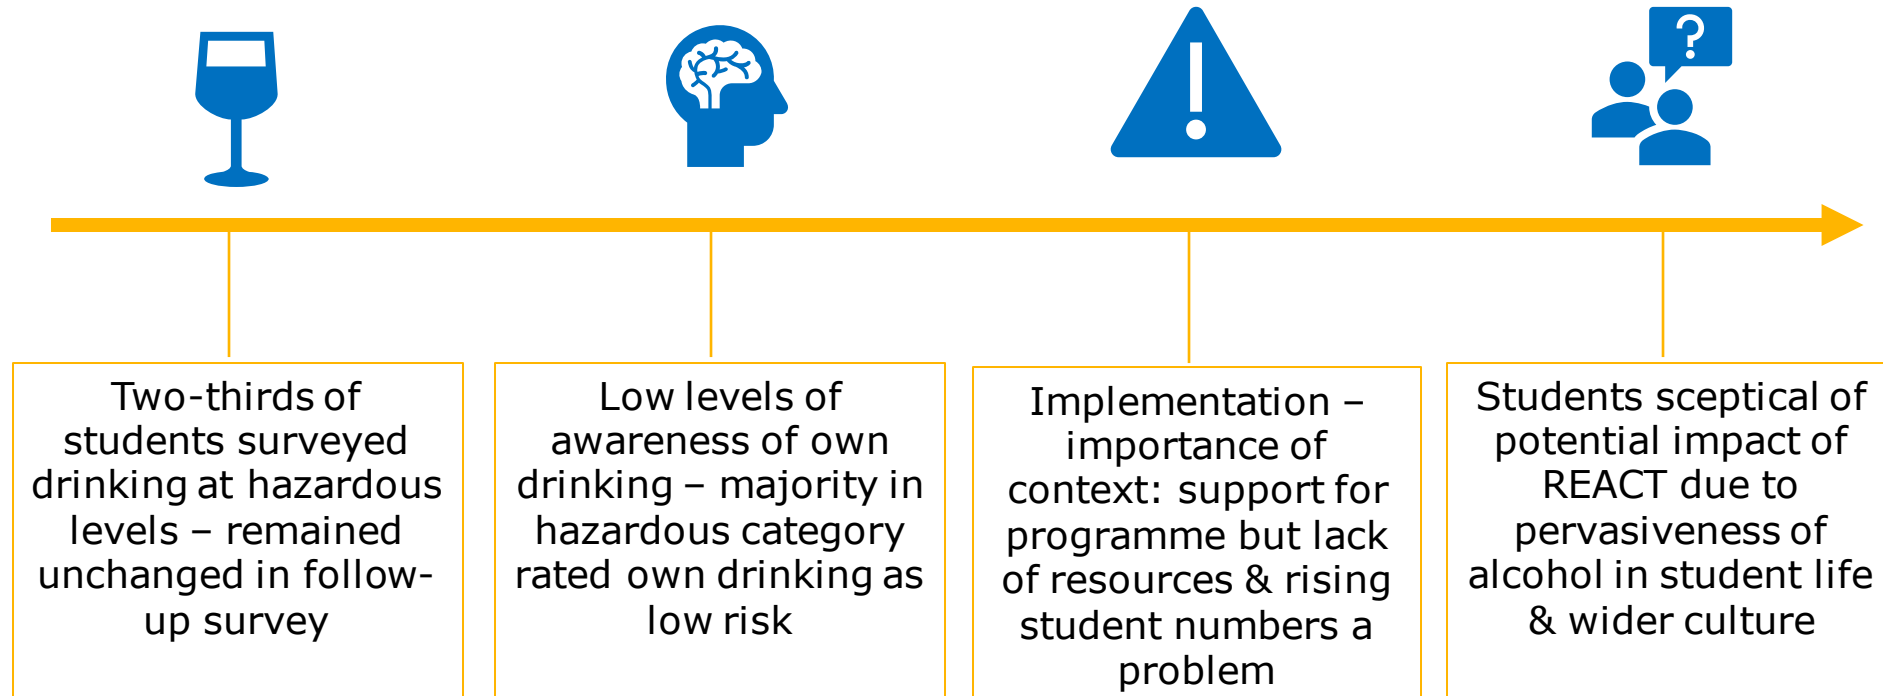 ?
Two-thirds of
students surveyed
drinking at hazardous
levels – remained
unchanged in follow-
up survey
Low levels of
awareness of own
drinking – majority in
hazardous category
rated own drinking as
low risk
Implementation –
importance of
context: support for
programme but lack
of resources & rising
student numbers a
problem
Students sceptical of
potential impact of
REACT due to
pervasiveness of
alcohol in student life
& wider culture